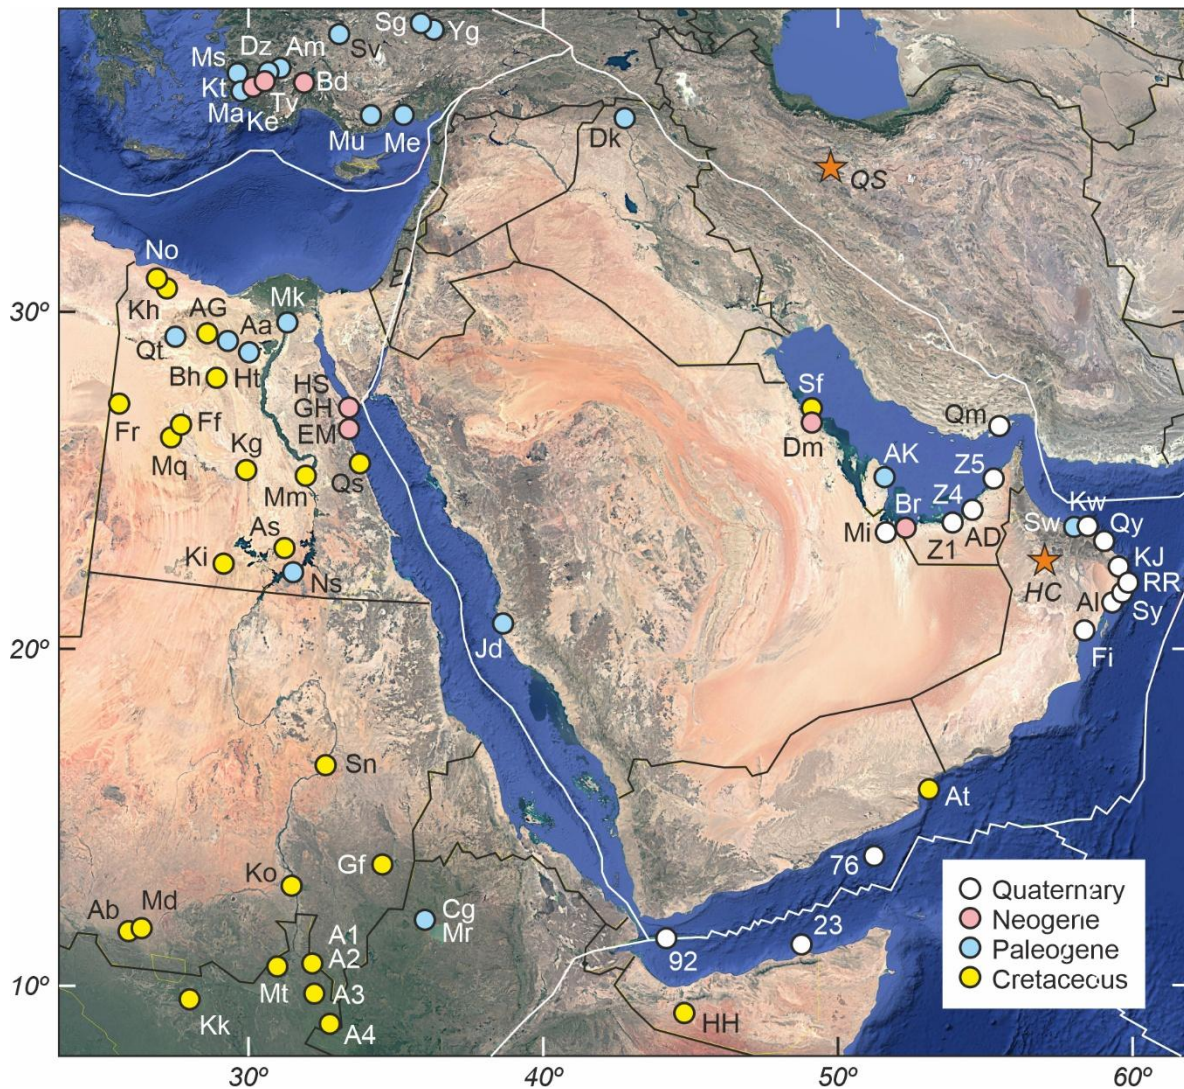 Sg
Yg
Sv
Dz
Am
Ms
Kt
Bd
Ma
Ke
Ty
Mu
Me
Dk
QS
No
Kh
AG
Aa
Mk
30°
Qt
Bh
Ht
HS
GH
EM
Sf
Dm
Qm
Fr
Ff
Mq
Kg
Mm
Qs
AK
Z5
Z4
Br
Mi
Z1
AD
Kw
Sw
Qy
As
Ki
Ns
KJ
HC
RR
Al
Sy
Fi
20°
Jd
Sn
At
Gf
Ko
76
Quaternary
Neogene
Paleogene
Cretaceous
Ab
Md
Cg
Mr
A1
A2
92
23
10°
Mt
A3
Kk
A4
HH
30°
40°
50°
60°